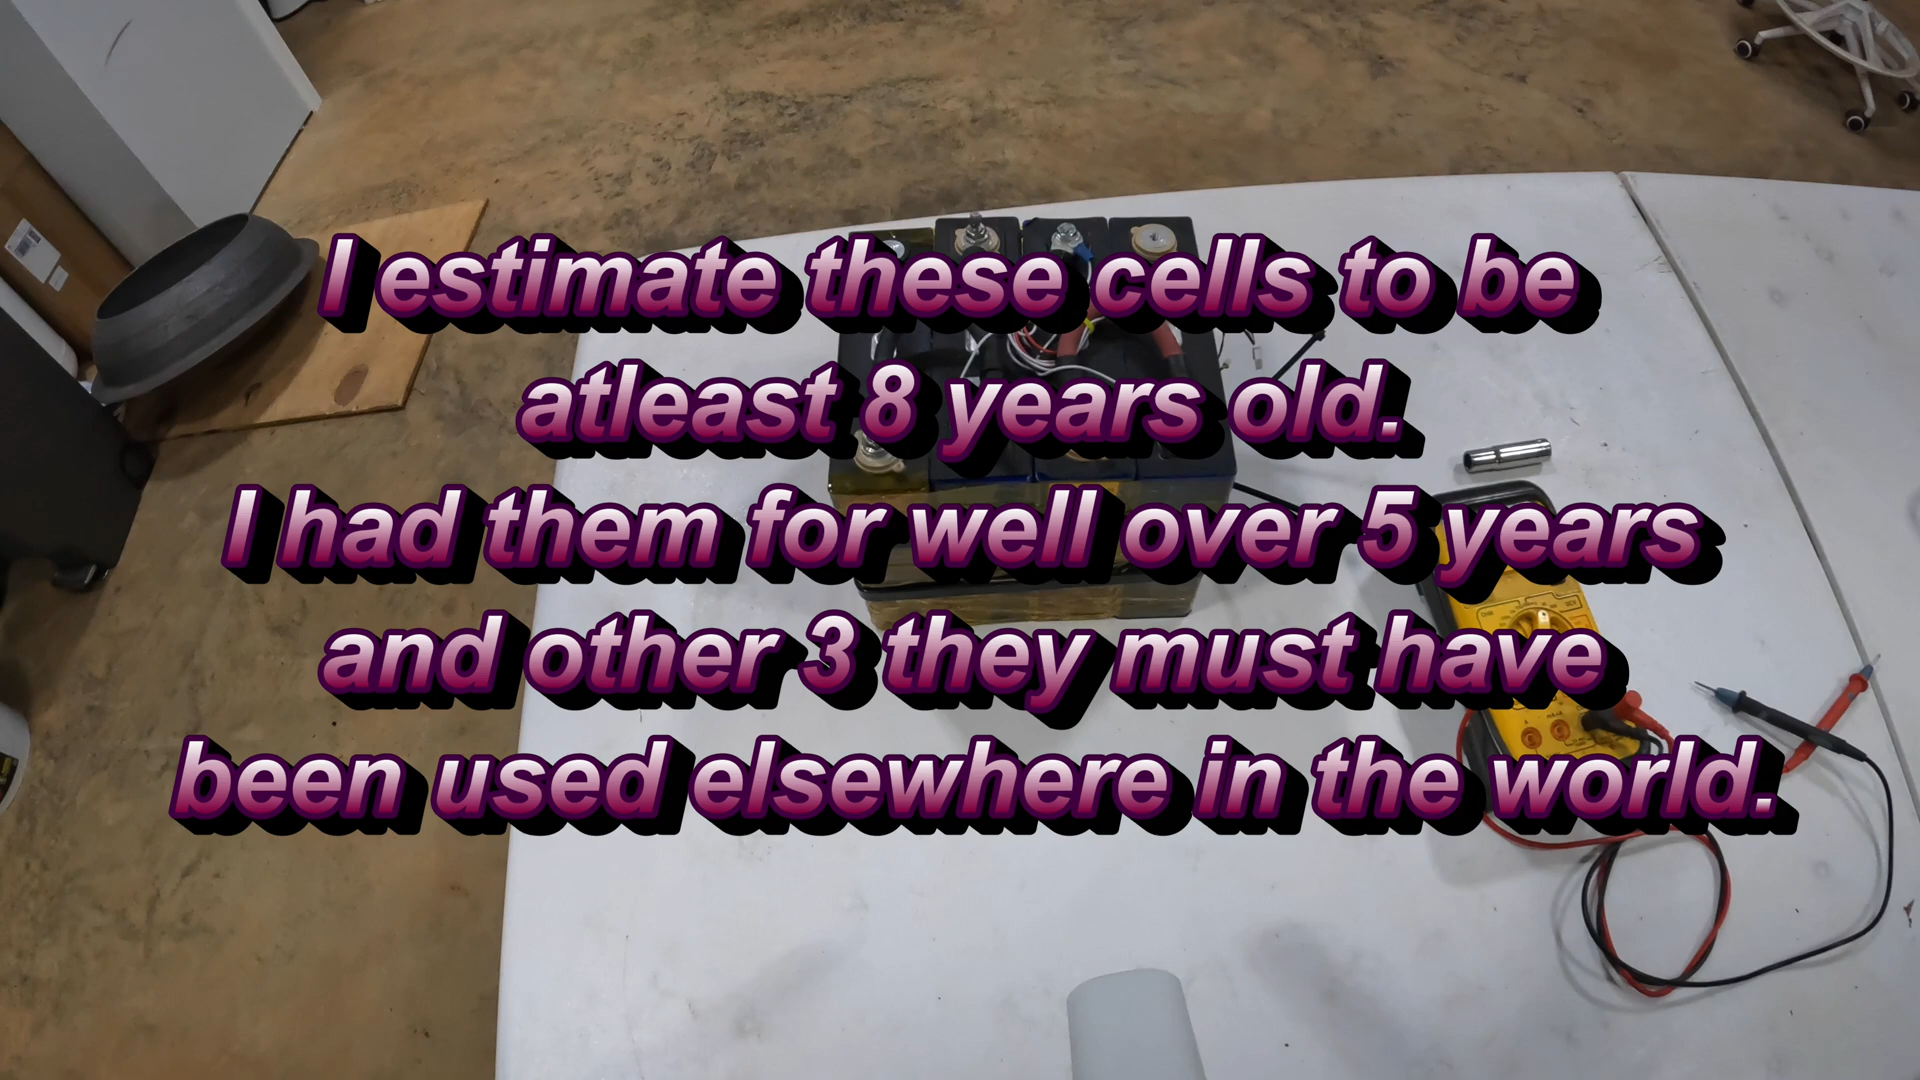 I estimate these cells to be
atleast 8 years old.
I had them for well over 5 years
and other 3 they must have
been used elsewhere in the world.